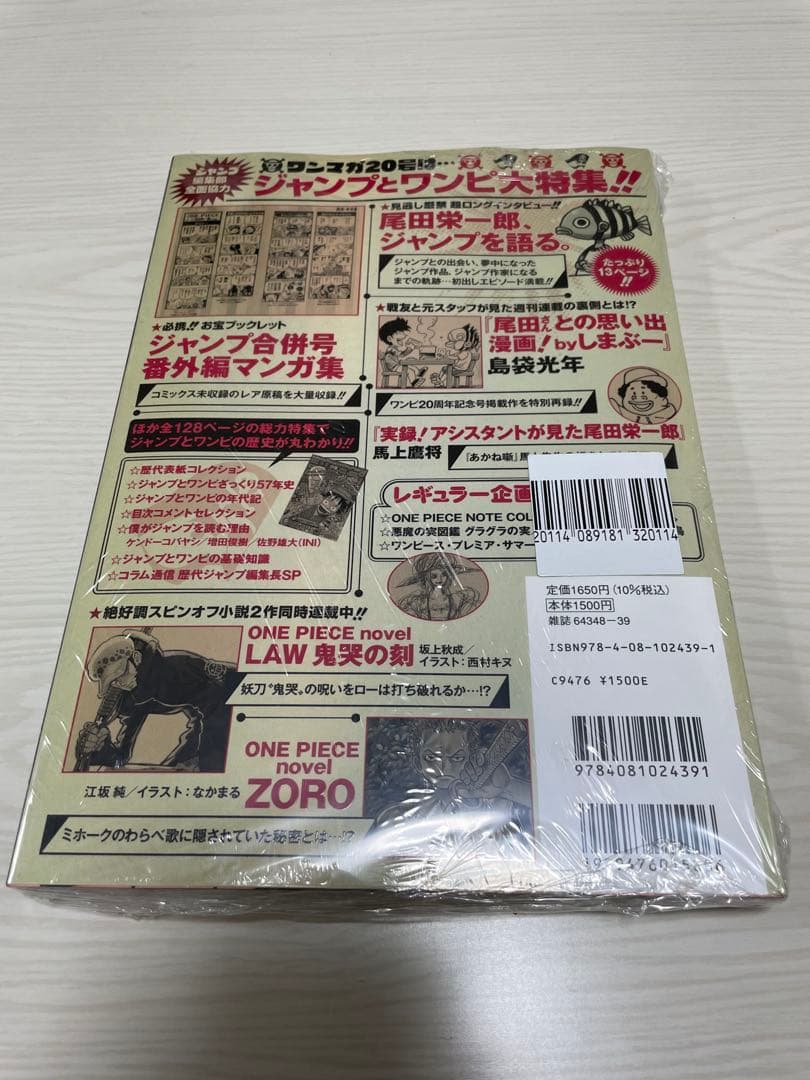 ジャンプ
編集部
全面協力
ワンマガ20号は…
ジャンプとワンピ大特集!!
★見逃し厳禁 超ロングインタビュー!!
尾田栄一郎、
ジャンプを語る。
ジャンプとの出会い、夢中になった
ジャンプ作品、ジャンプ作家になる
までの軌跡…初出しエピソード満載!!
たっぷり
13ページ!!
★必携!! お宝ブックレット
ジャンプ合併号
番外編マンガ集
コミックス未収録のレア原稿を大量収録!!
★戦友と元スタッフが見た週刊連載の裏側とは!?
『尾田さんとの思い出
漫画!byしまぶー』
島袋光年
ワンピ20周年記念号掲載作を特別再録!!
『実録!アシスタントが見た尾田栄一郎』
馬上鷹将
『あかね噺』馬上先生の
ほか全128ページの総力特集で
ジャンプとワンピの歴史が丸わかり!!
☆歴代表紙コレクション
☆ジャンプとワンピざっくり57年史
☆ジャンプとワンピの年代記
☆目次コメントセレクション
☆僕がジャンプを読む理由
ケンドーコバヤシ/増田俊樹/佐野雄大(INI)
☆ジャンプとワンピの基礎知識
☆コラム通信 歴代ジャンプ編集長SP
レギュラー企画
☆ONE PIECE NOTE COL
☆悪魔の実図鑑 グラグラの実
☆ワンピース・プレミア・サマー
20114 089181 320114
定価1650円(10%税込)
本体1500円
雑誌 64348-39
ISBN978-4-08-102439-1
C9476 ¥1500E
9784081024391
★絶好調スピンオフ小説2作同時連載中!!
ONE PIECE novel
LAW 鬼哭の刻
坂上秋成/
イラスト:西村キヌ
妖刀“鬼哭”の呪いをローは打ち破れるか…!?
ONE PIECE
novel
ZORO
江坂 純/イラスト:なかまる
ミホークのわらべ歌に隠されていた秘密とは…!?